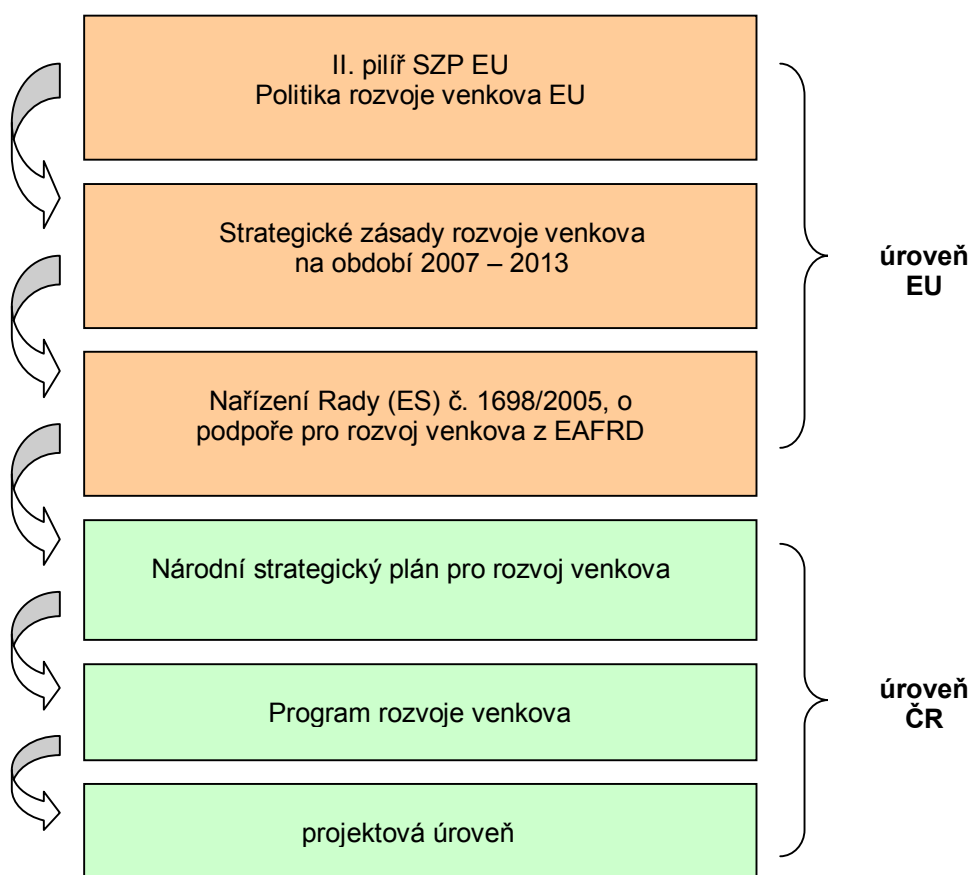 II. pilíř SZP EU
Politika rozvoje venkova EU
Strategické zásady rozvoje venkova
na období 2007 – 2013
úroveň
EU
Nařízení Rady (ES) č. 1698/2005, o
podpoře pro rozvoj venkova z EAFRD
Národní strategický plán pro rozvoj venkova
Program rozvoje venkova
úroveň
ČR
projektová úroveň